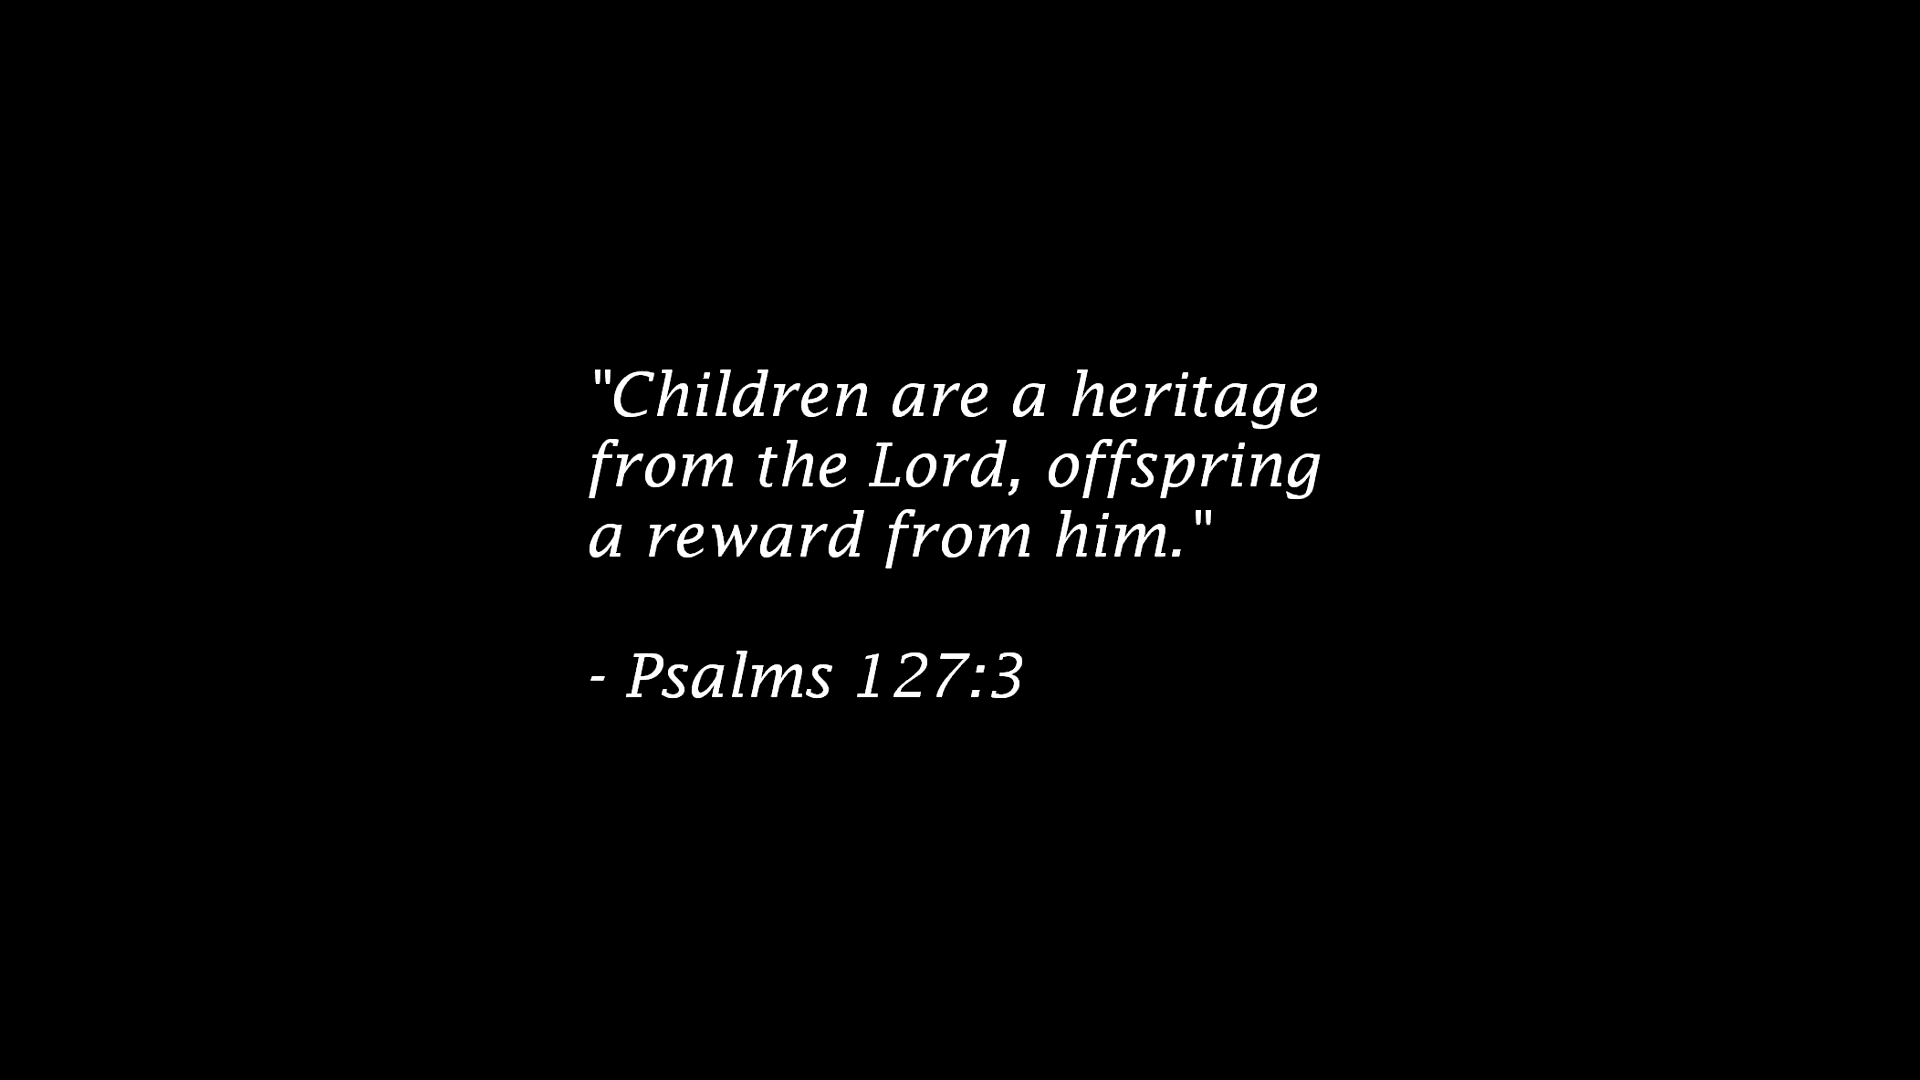 "Children are a heritage
from the Lord, offspring
a reward from him."
- Psalms 127:3